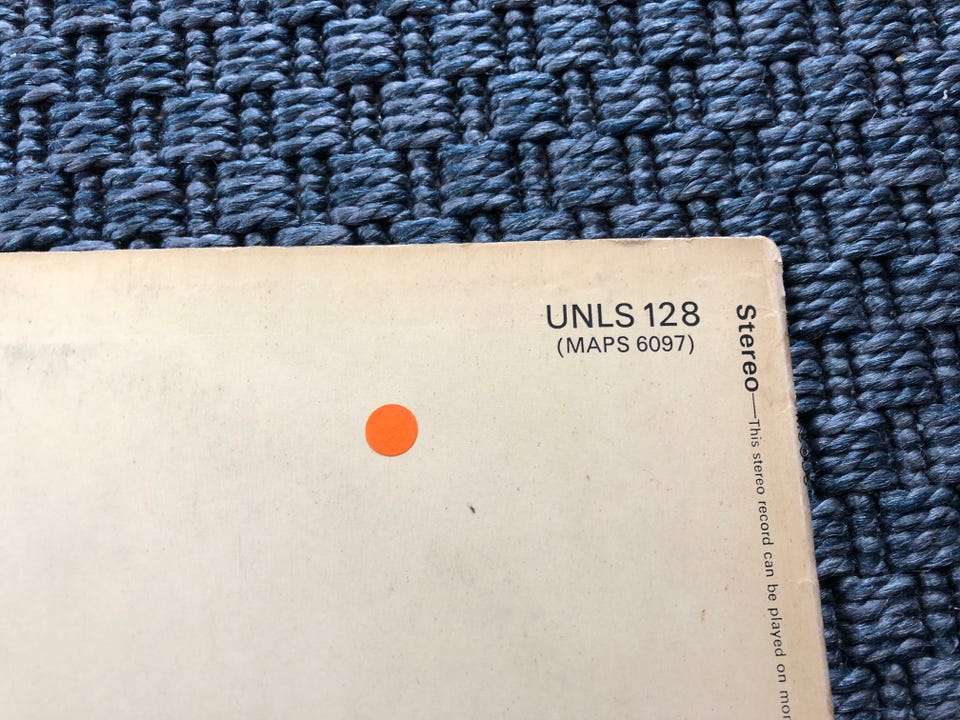 UNLS 128
(MAPS 6097)
Stereo—This stereo record can be played on